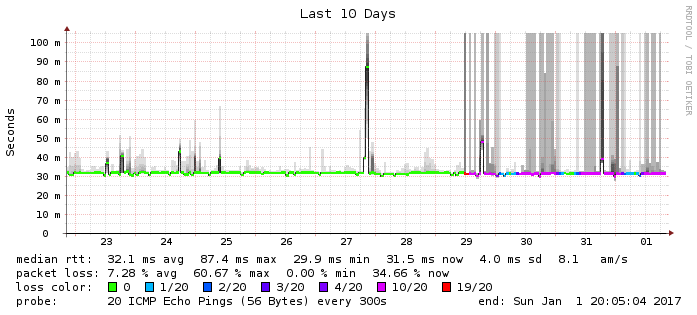 Last 10 Days
RRDTOOL / TOBI OETIKER
Seconds
100 m
90 m
80 m
70 m
60 m
50 m
40 m
30 m
20 m
10 m
0
23 24 25 26 27 28 29 30 31 01
median rtt: 32.1 ms avg 87.4 ms max 29.9 ms min 31.5 ms now 4.0 ms sd 8.1 am/s
packet loss: 7.28 % avg 60.67 % max 0.00 % min 34.66 % now
loss color: 0 1/20 2/20 3/20 4/20 10/20 19/20
probe: 20 ICMP Echo Pings (56 Bytes) every 300s end: Sun Jan 1 20:05:04 2017